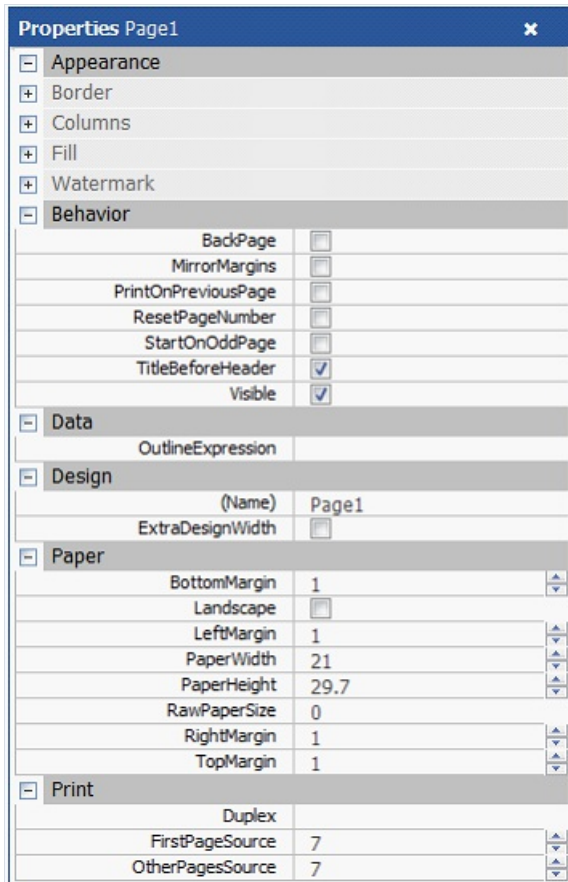 Properties Page1
Appearance
Border
Columns
Fill
Watermark
Behavior
BackPage
MirrorMargins
PrintOnPreviousPage
ResetPageNumber
StartOnOddPage
TitleBeforeHeader
Visible
Data
OutlineExpression
Design
(Name) Page1
ExtraDesignWidth
Paper
BottomMargin 1
Landscape
LeftMargin 1
PaperWidth 21
PaperHeight 29.7
RawPaperSize 0
RightMargin 1
TopMargin 1
Print
Duplex
FirstPageSource 7
OtherPagesSource 7